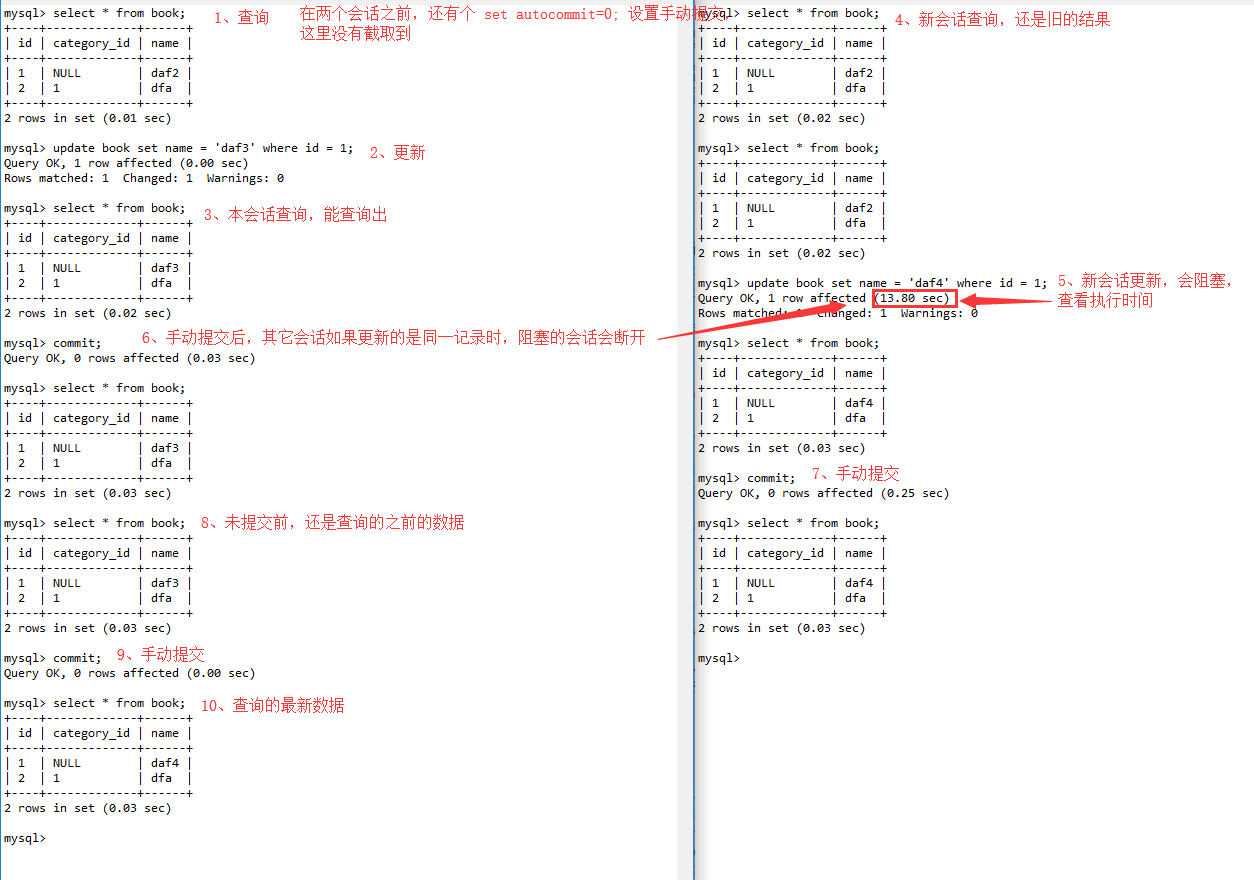 mysql> select * from book;
1、查询
在两个会话之前，还有个 set autocommit=0; 设置手动提交，
这里没有截取到
+----+-------------+------+
| id | category_id | name |
+----+-------------+------+
| 1  | NULL        | daf2 |
| 2  | 1           | dfa  |
+----+-------------+------+
2 rows in set (0.01 sec)
mysql> update book set name = 'daf3' where id = 1;
2、更新
Query OK, 1 row affected (0.00 sec)
Rows matched: 1  Changed: 1  Warnings: 0
mysql> select * from book;
3、本会话查询，能查询出
+----+-------------+------+
| id | category_id | name |
+----+-------------+------+
| 1  | NULL        | daf3 |
| 2  | 1           | dfa  |
+----+-------------+------+
2 rows in set (0.02 sec)
6、手动提交后，其它会话如果更新的是同一记录时，阻塞的会话会断开
mysql> commit;
Query OK, 0 rows affected (0.03 sec)
mysql> select * from book;
+----+-------------+------+
| id | category_id | name |
+----+-------------+------+
| 1  | NULL        | daf3 |
| 2  | 1           | dfa  |
+----+-------------+------+
2 rows in set (0.03 sec)
mysql> select * from book;
8、未提交前，还是查询的之前的数据
+----+-------------+------+
| id | category_id | name |
+----+-------------+------+
| 1  | NULL        | daf3 |
| 2  | 1           | dfa  |
+----+-------------+------+
2 rows in set (0.03 sec)
mysql> commit;
9、手动提交
Query OK, 0 rows affected (0.00 sec)
mysql> select * from book;
10、查询的最新数据
+----+-------------+------+
| id | category_id | name |
+----+-------------+------+
| 1  | NULL        | daf4 |
| 2  | 1           | dfa  |
+----+-------------+------+
2 rows in set (0.03 sec)
mysql>
mysql> select * from book;
4、新会话查询，还是旧的结果
+----+-------------+------+
| id | category_id | name |
+----+-------------+------+
| 1  | NULL        | daf2 |
| 2  | 1           | dfa  |
+----+-------------+------+
2 rows in set (0.02 sec)
mysql> select * from book;
+----+-------------+------+
| id | category_id | name |
+----+-------------+------+
| 1  | NULL        | daf2 |
| 2  | 1           | dfa  |
+----+-------------+------+
2 rows in set (0.02 sec)
mysql> update book set name = 'daf4' where id = 1;
5、新会话更新，会阻塞，
查看执行时间
Query OK, 1 row affected (13.80 sec)
Rows matched: Changed: 1  Warnings: 0
mysql> select * from book;
+----+-------------+------+
| id | category_id | name |
+----+-------------+------+
| 1  | NULL        | daf4 |
| 2  | 1           | dfa  |
+----+-------------+------+
2 rows in set (0.03 sec)
mysql> commit;
7、手动提交
Query OK, 0 rows affected (0.25 sec)
mysql> select * from book;
+----+-------------+------+
| id | category_id | name |
+----+-------------+------+
| 1  | NULL        | daf4 |
| 2  | 1           | dfa  |
+----+-------------+------+
2 rows in set (0.03 sec)
mysql>